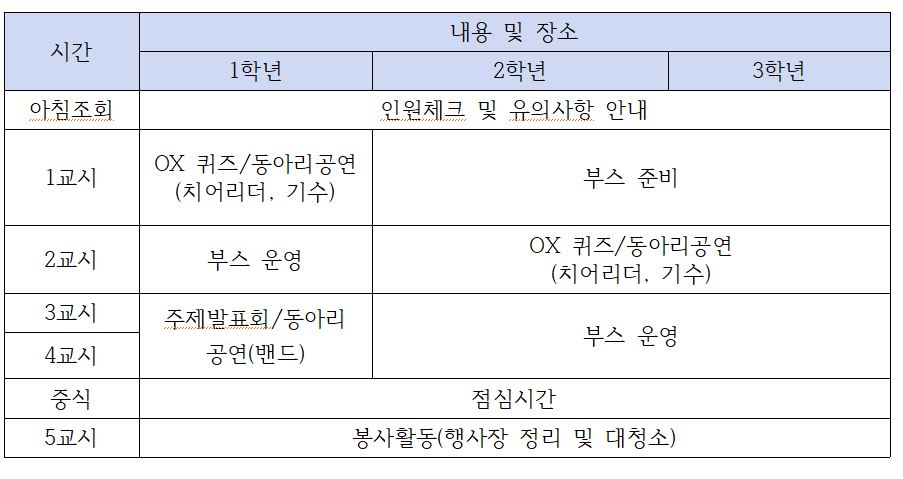 시간
내용 및 장소
1학년
2학년
3학년
아침조회
인원체크 및 유의사항 안내
1교시
OX 퀴즈/동아리공연
(치어리더, 기수)
부스 준비
2교시
부스 운영
OX 퀴즈/동아리공연
(치어리더, 기수)
3교시
4교시
주제발표회/동아리
공연(밴드)
부스 운영
중식
점심시간
5교시
봉사활동(행사장 정리 및 대청소)